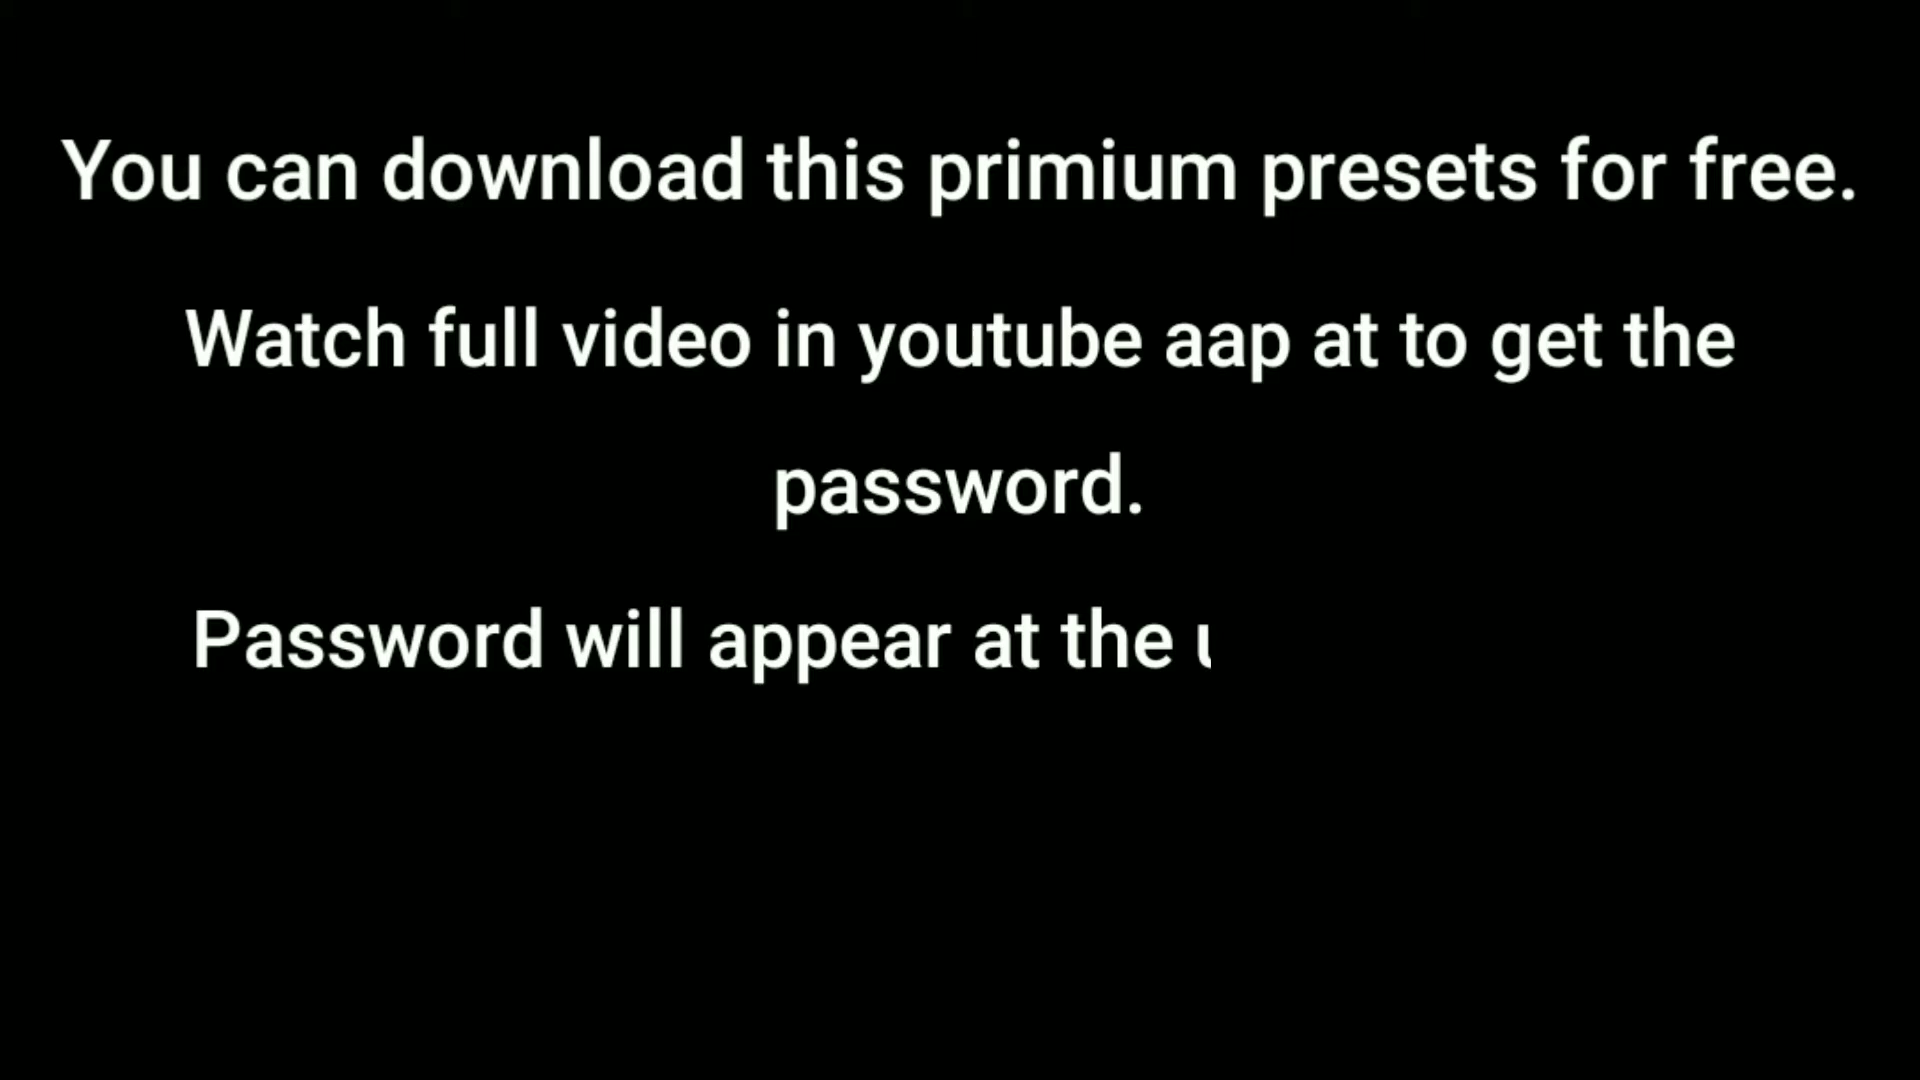 You can download this primium presets for free.
Watch full video in youtube aap at to get the
password.
Password will appear at the